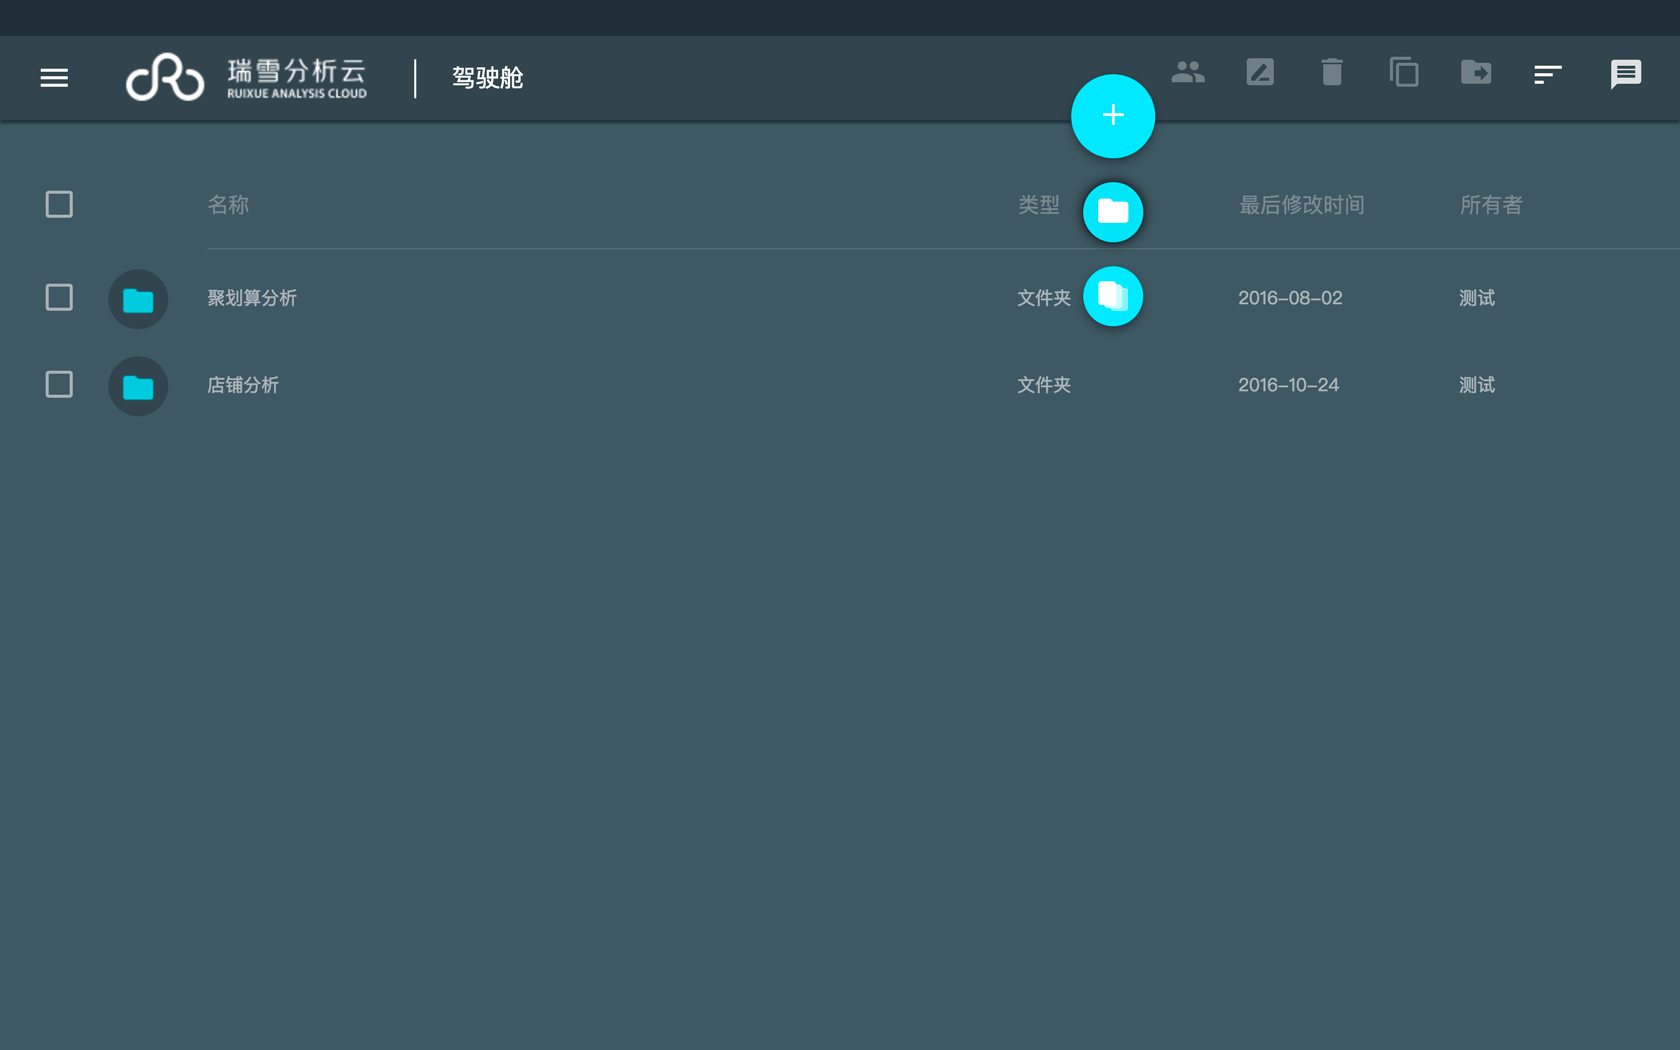 瑞雪分析云
RUIXUE ANALYSIS CLOUD
驾驶舱
名称 类型 最后修改时间 所有者
聚划算分析 文件夹 2016-08-02 测试
店铺分析 文件夹 2016-10-24 测试